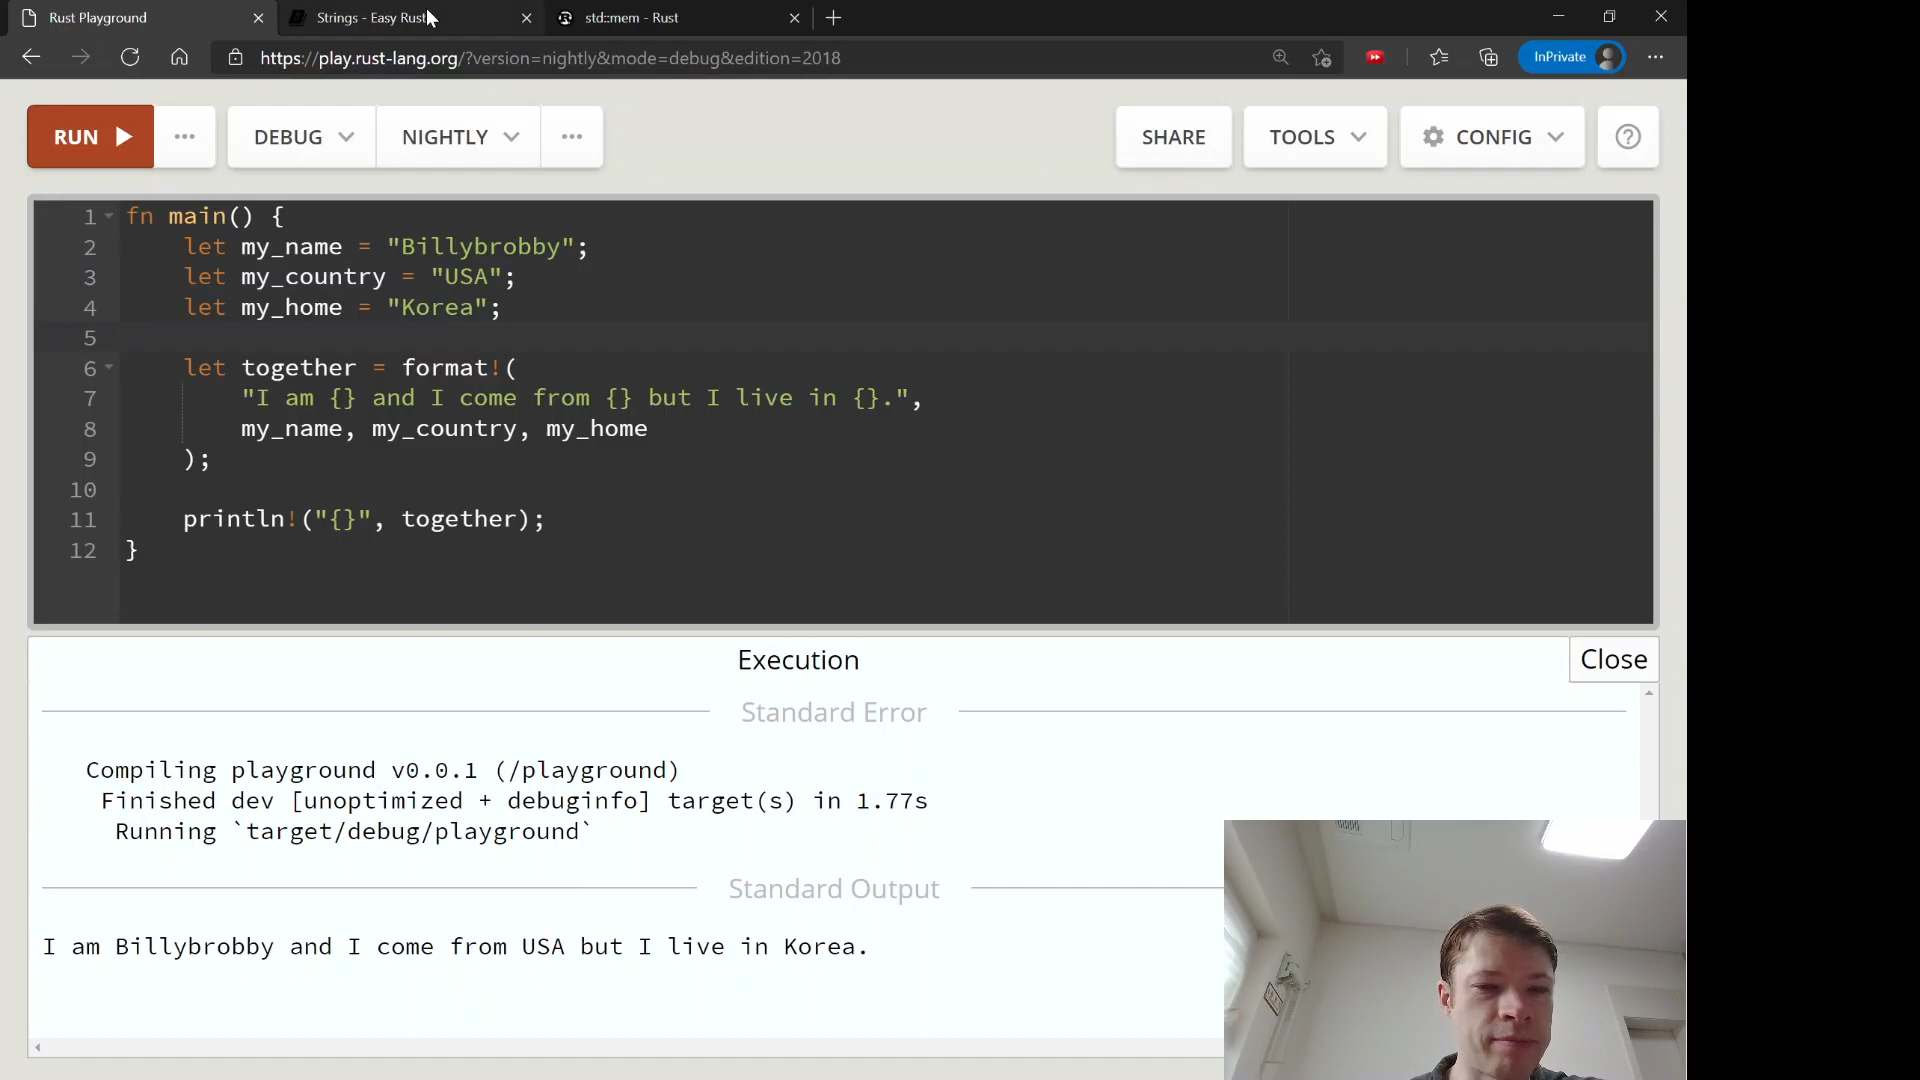 Rust Playground
Strings - Easy Rust
std::mem - Rust
https://play.rust-lang.org/?version=nightly&mode=debug&edition=2018
InPrivate
RUN
DEBUG
NIGHTLY
SHARE
TOOLS
CONFIG
1 fn main() {
2 let my_name = "Billybrobby";
3 let my_country = "USA";
4 let my_home = "Korea";
5
6 let together = format!(
7 "I am {} and I come from {} but I live in {}.",
8 my_name, my_country, my_home
9 );
10
11 println!("{}", together);
12 }
Execution
Close
Standard Error
Compiling playground v0.0.1 (/playground)
Finished dev [unoptimized + debuginfo] target(s) in 1.77s
Running `target/debug/playground`
Standard Output
I am Billybrobby and I come from USA but I live in Korea.